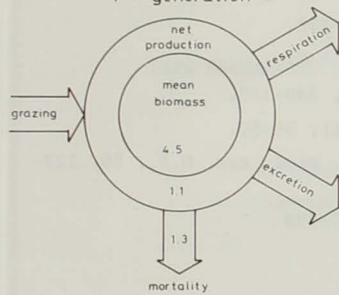 generation
net
production
respiration
mean
biomass
grazing
4.5
1.1
excretion
1.3
mortality